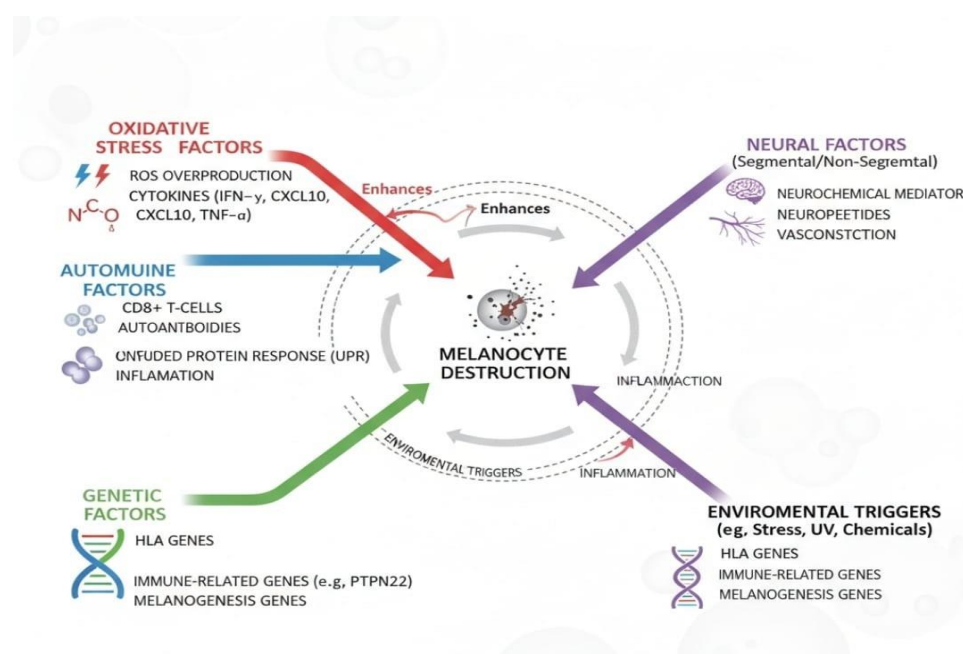 OXIDATIVE
STRESS FACTORS
ROS OVERPRODUCTION
CYTOKINES (IFN-γ, CXCL10,
CXCL10, TNF-α)
N C O
Enhances
Enhances
NEURAL FACTORS
(Segmental/Non-Segremtal)
NEUROCHEMICAL MEDIATOR
NEUROPEETIDES
VASCONSTCTION
AUTOMUINE
FACTORS
CD8+ T-CELLS
AUTOANTBOIDIES
ONFUDED PROTEIN RESPONSE (UPR)
INFLAMATION
MELANOCYTE
DESTRUCTION
INFLAMMACTION
ENVIROMENTAL TRIGGERS
INFLAMMATION
GENETIC
FACTORS
HLA GENES
IMMUNE-RELATED GENES (e.g, PTPN22)
MELANOGENESIS GENES
ENVIROMENTAL TRIGGERS
(eg, Stress, UV, Chemicals)
HLA GENES
IMMUNE-RELATED GENES
MELANOGENESIS GENES